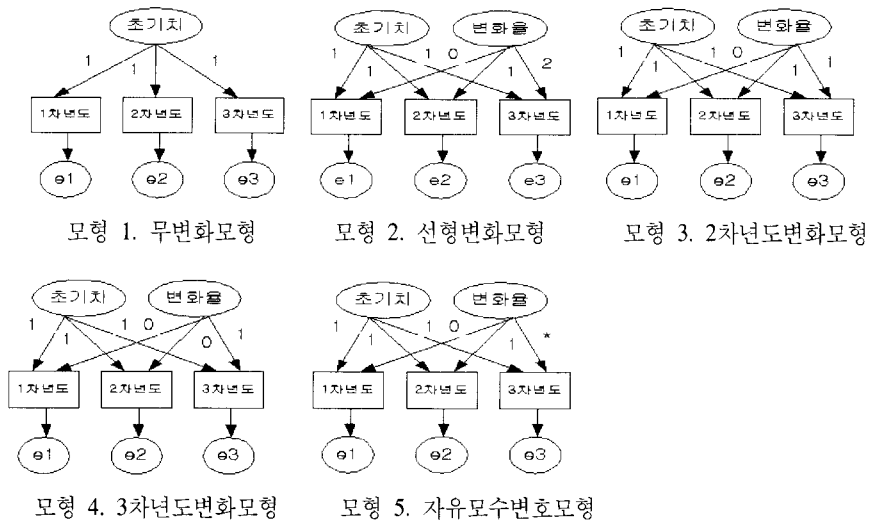 초기치
1 1 1
1차년도 2차년도 3차년도
e1 e2 e3
모형 1. 무변화모형
초기치 변화율
1 1 1 0 1 2
1차년도 2차년도 3차년도
e1 e2 e3
모형 2. 선형변화모형
초기치 변화율
1 1 1 0 1 1
1차년도 2차년도 3차년도
e1 e2 e3
모형 3. 2차년도변화모형
초기치 변화율
1 1 1 0 0 1
1차년도 2차년도 3차년도
e1 e2 e3
모형 4. 3차년도변화모형
초기치 변화율
1 1 1 0 1 *
1차년도 2차년도 3차년도
e1 e2 e3
모형 5. 자유모수변호모형